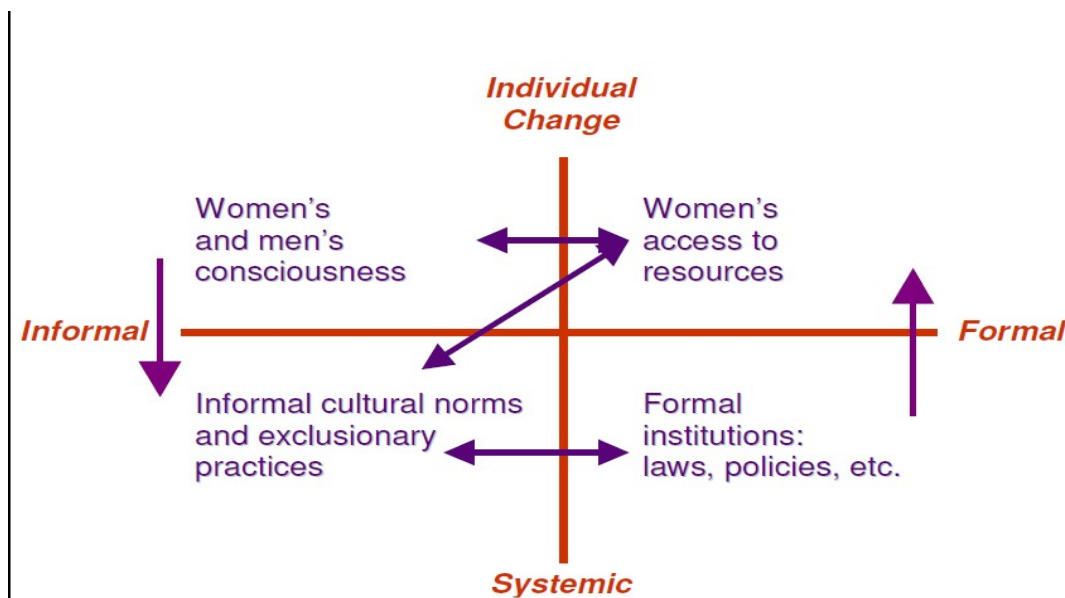 Individual
Change
Women’s
and men’s
consciousness
Women’s
access to
resources
Informal
Formal
Informal cultural norms
and exclusionary
practices
Formal
institutions:
laws, policies, etc.
Systemic